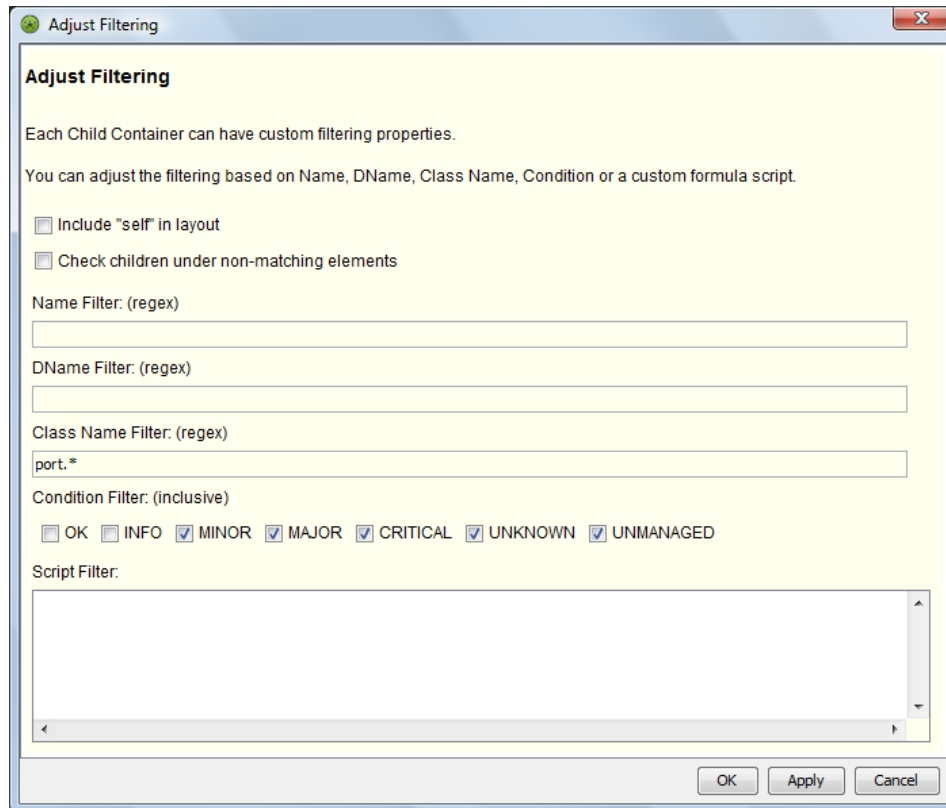 Adjust Filtering
Adjust Filtering
Each Child Container can have custom filtering properties.
You can adjust the filtering based on Name, DName, Class Name, Condition or a custom formula script.
Include "self" in layout
Check children under non-matching elements
Name Filter: (regex)
DName Filter: (regex)
Class Name Filter: (regex)
port.*
Condition Filter: (inclusive)
OK INFO MINOR MAJOR CRITICAL UNKNOWN UNMANAGED
Script Filter:
OK Apply Cancel